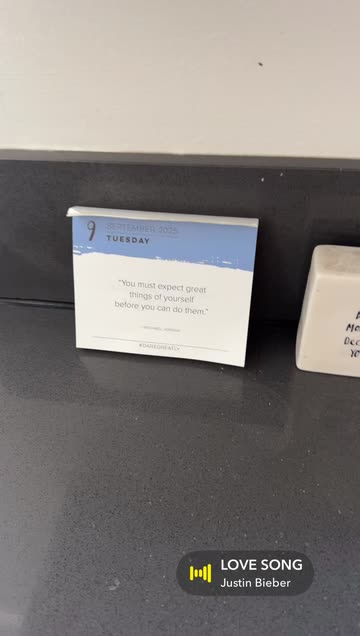 9
SEPTEMBER 2025
TUESDAY
"You must expect great
things of yourself
before you can do them."
- MICHAEL JORDAN
#DAREGREATLY
LOVE SONG
Justin Bieber